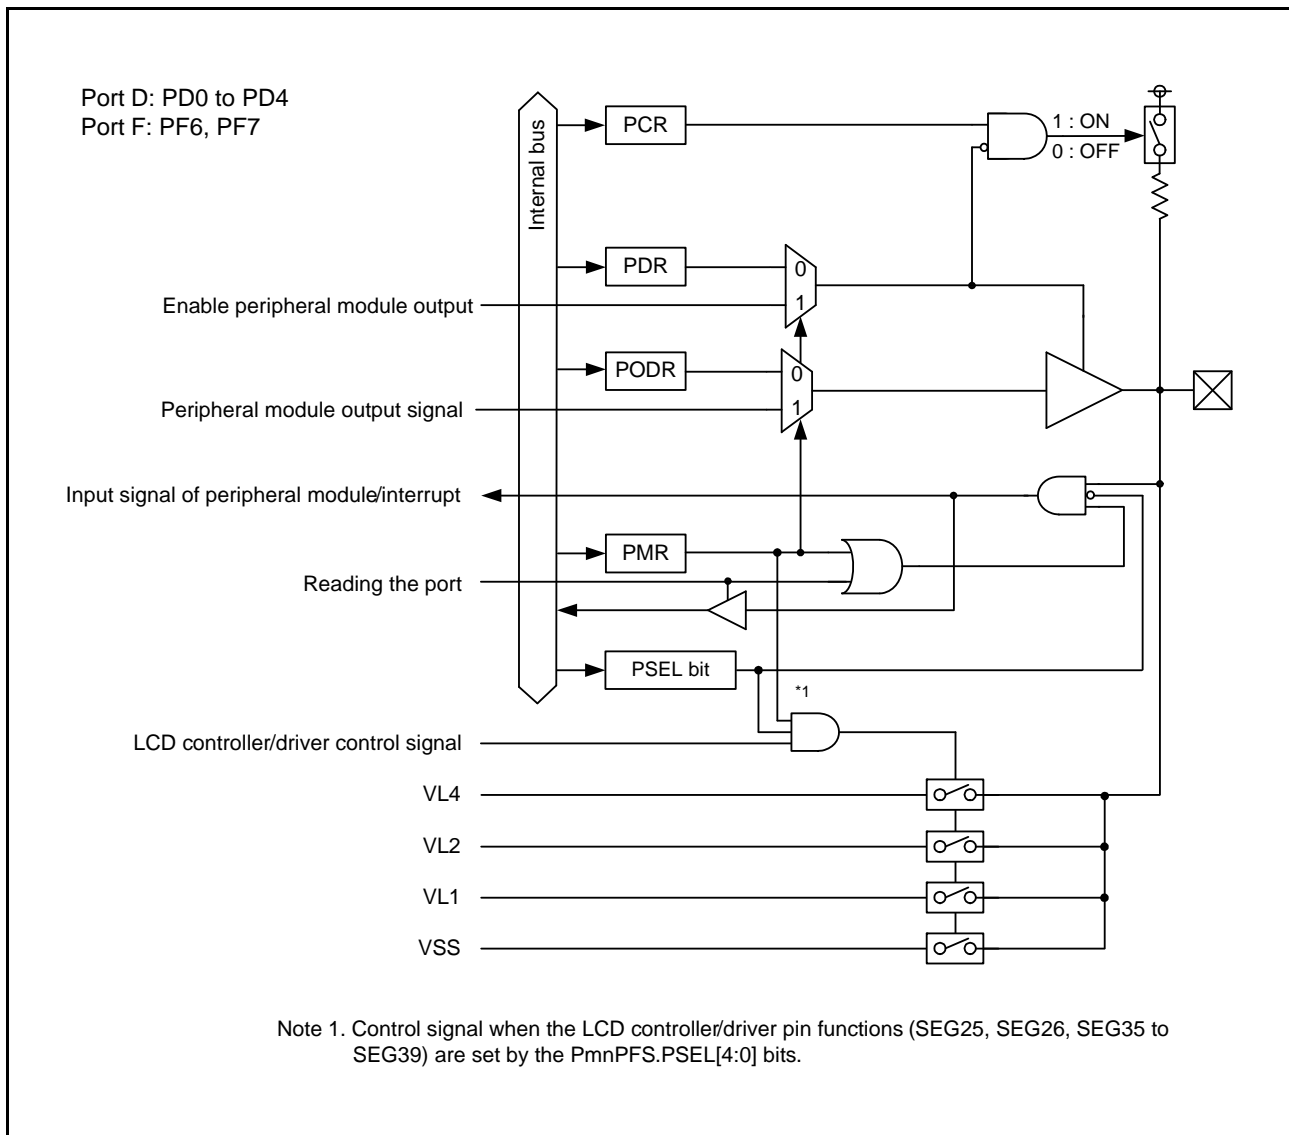 Port D: PD0 to PD4
Port F: PF6, PF7
Internal bus
PCR
1 : ON
0 : OFF
PDR
0
Enable peripheral module output
1
PODR
0
Peripheral module output signal
1
Input signal of peripheral module/interrupt
PMR
Reading the port
PSEL bit
*1
LCD controller/driver control signal
VL4
VL2
VL1
VSS
Note 1. Control signal when the LCD controller/driver pin functions (SEG25, SEG26, SEG35 to
SEG39) are set by the PmnPFS.PSEL[4:0] bits.